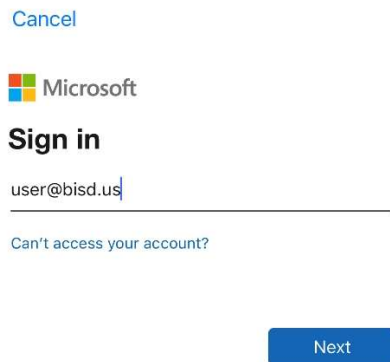 Cancel
Microsoft
Sign in
user@bisd.us
Can't access your account?
Next